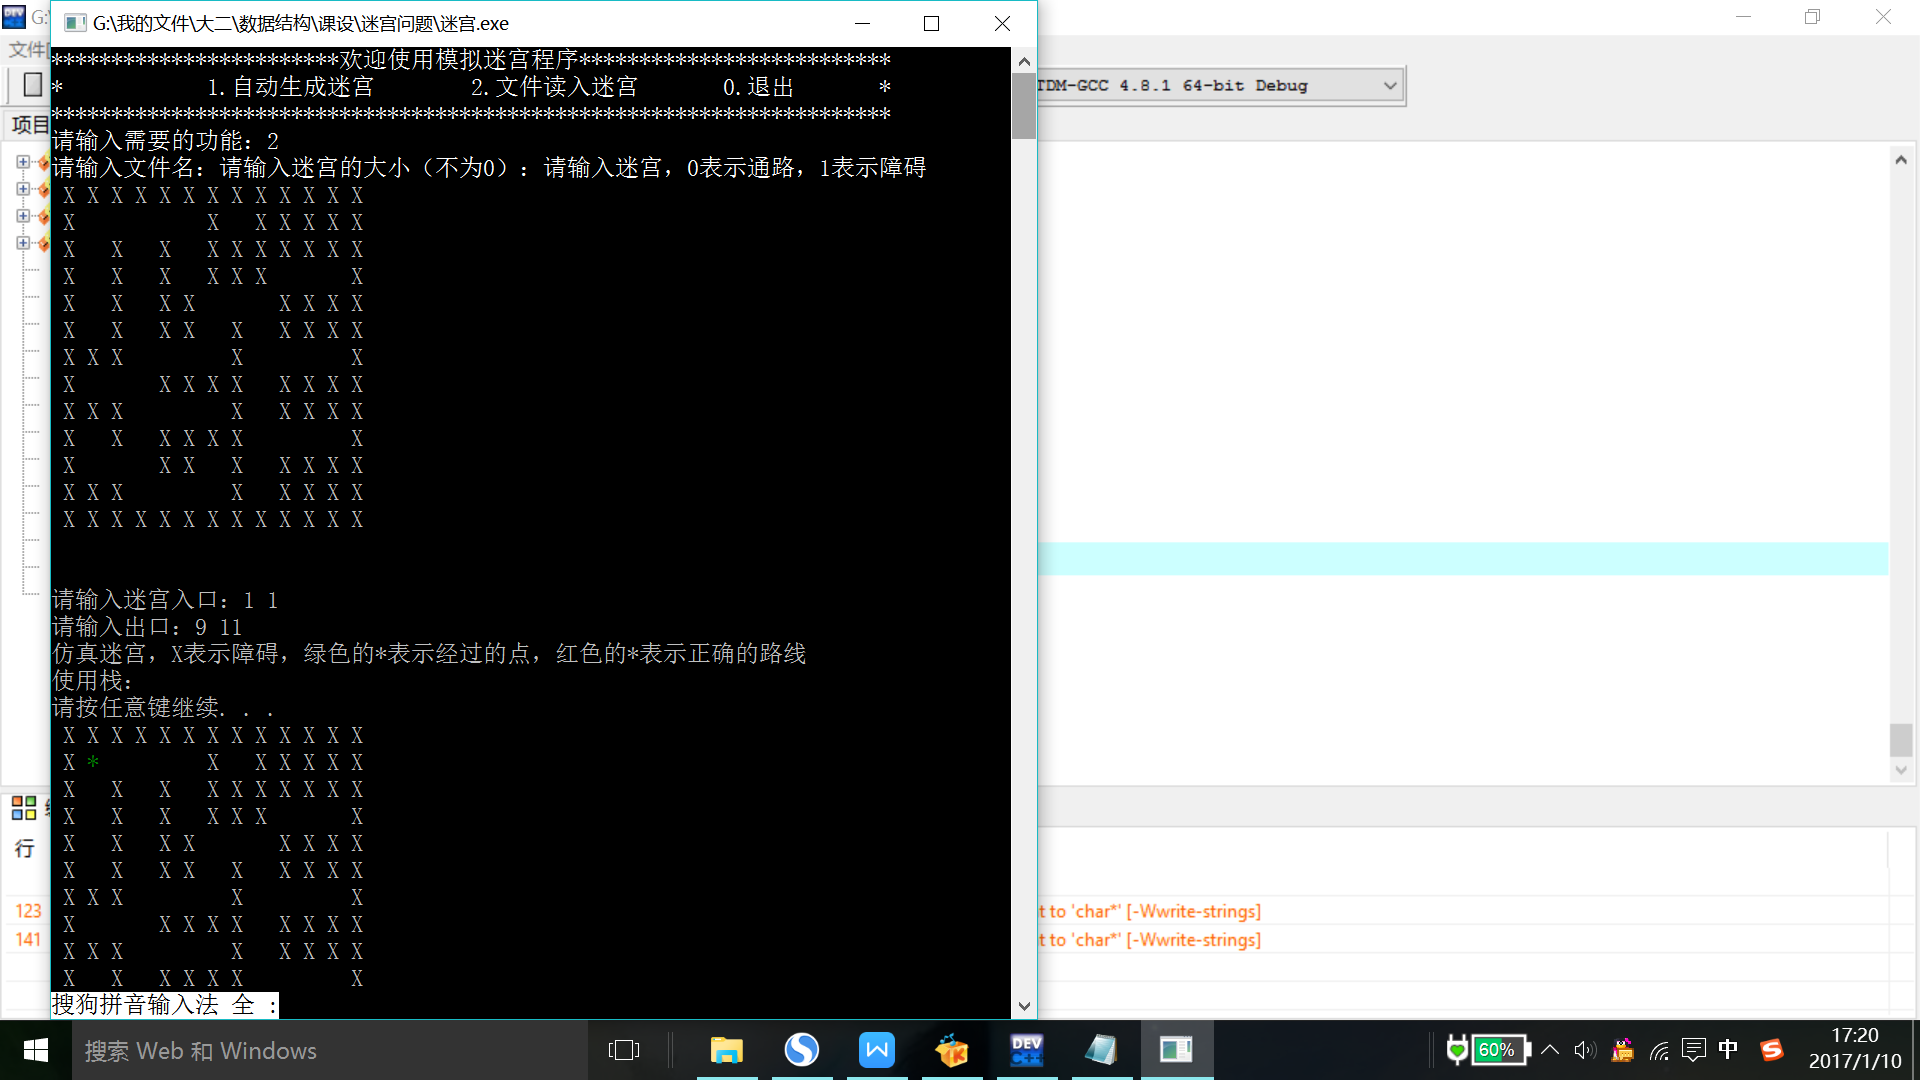 G:\我的文件\大二\数据结构\课设\迷宫问题\迷宫.exe
************************欢迎使用模拟迷宫程序**************************
*            1.自动生成迷宫        2.文件读入迷宫       0.退出       *
**********************************************************************
请输入需要的功能：2
请输入文件名：请输入迷宫的大小（不为0）：请输入迷宫，0表示通路，1表示障碍
X X X X X X X X X X X X X
X           X   X X X X X
X   X   X   X X X X X X X
X   X   X   X X X       X
X   X   X X       X X X X
X   X   X X   X   X X X X
X X X         X         X
X       X X X X   X X X X
X X X         X   X X X X
X   X   X X X X         X
X       X X   X   X X X X
X X X         X   X X X X
X X X X X X X X X X X X X
请输入迷宫入口：1 1
请输入出口：9 11
仿真迷宫，X表示障碍，绿色的*表示经过的点，红色的*表示正确的路线
使用栈：
请按任意键继续. . .
X X X X X X X X X X X X X
X *         X   X X X X X
X   X   X   X X X X X X X
X   X   X   X X X       X
X   X   X X       X X X X
X   X   X X   X   X X X X
X X X         X         X
X       X X X X   X X X X
X X X         X   X X X X
X   X   X X X X         X
搜狗拼音输入法 全 :
G:
文件
项目
TDM-GCC 4.8.1 64-bit Debug
行
123
t to 'char*' [-Wwrite-strings]
141
t to 'char*' [-Wwrite-strings]
搜索 Web 和 Windows
DEV C++
60%
中
17:20
2017/1/10